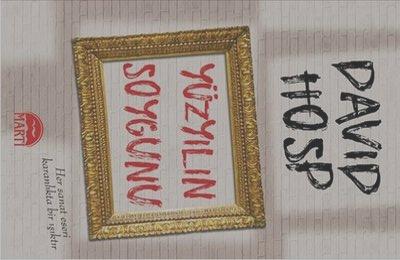 DAVID
HOSP
YÜZYILIN
SOYGUNU
MARTI
Her sanat eseri
karanlıkta bir ışıktır